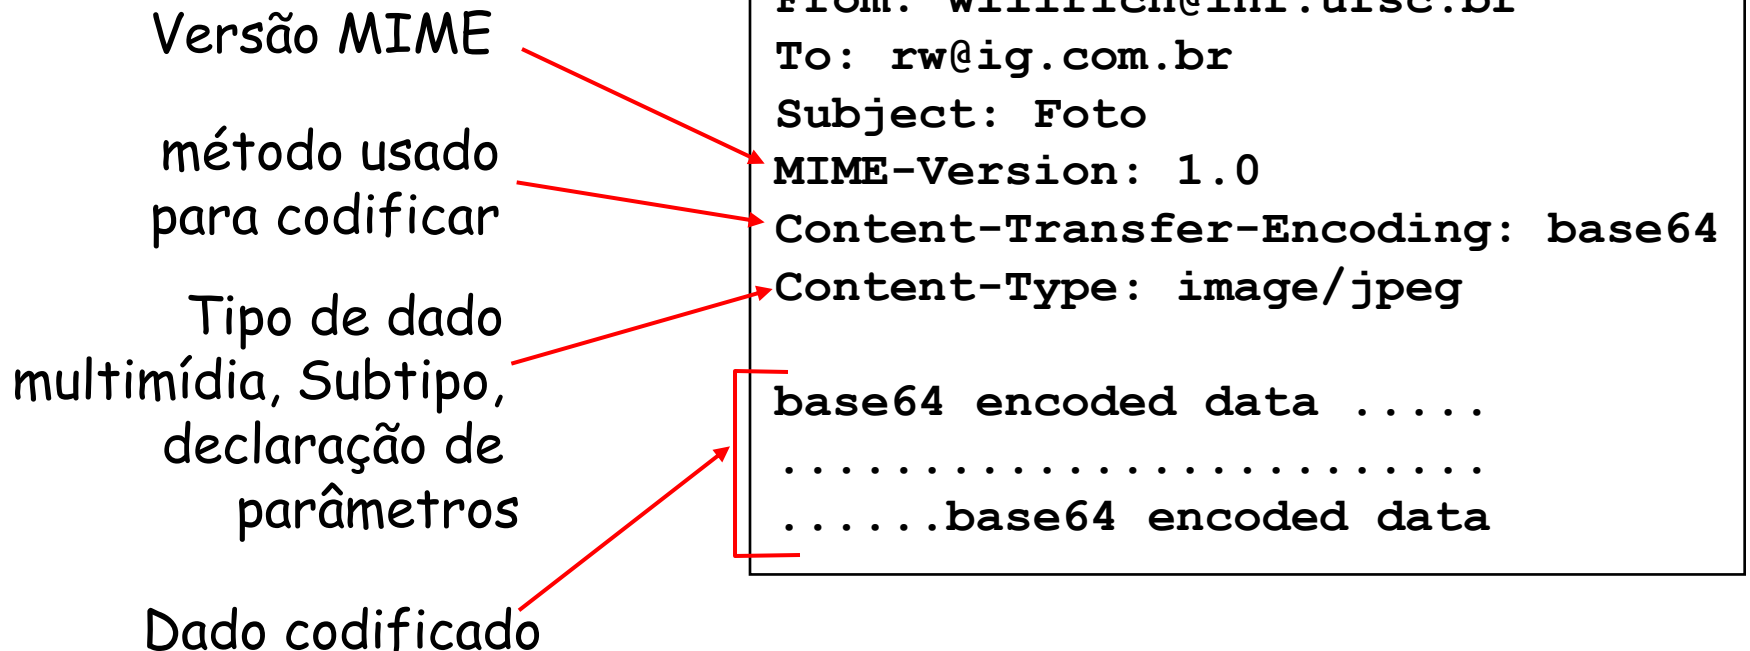 Versão MIME
método usado
para codificar
Tipo de dado
multimídia, Subtipo,
declaração de
parâmetros
Dado codificado
From:
To: rw@ig.com.br
Subject: Foto
MIME-Version: 1.0
Content-Transfer-Encoding: base64
Content-Type: image/jpeg
base64 encoded data .....
.........................
......base64 encoded data